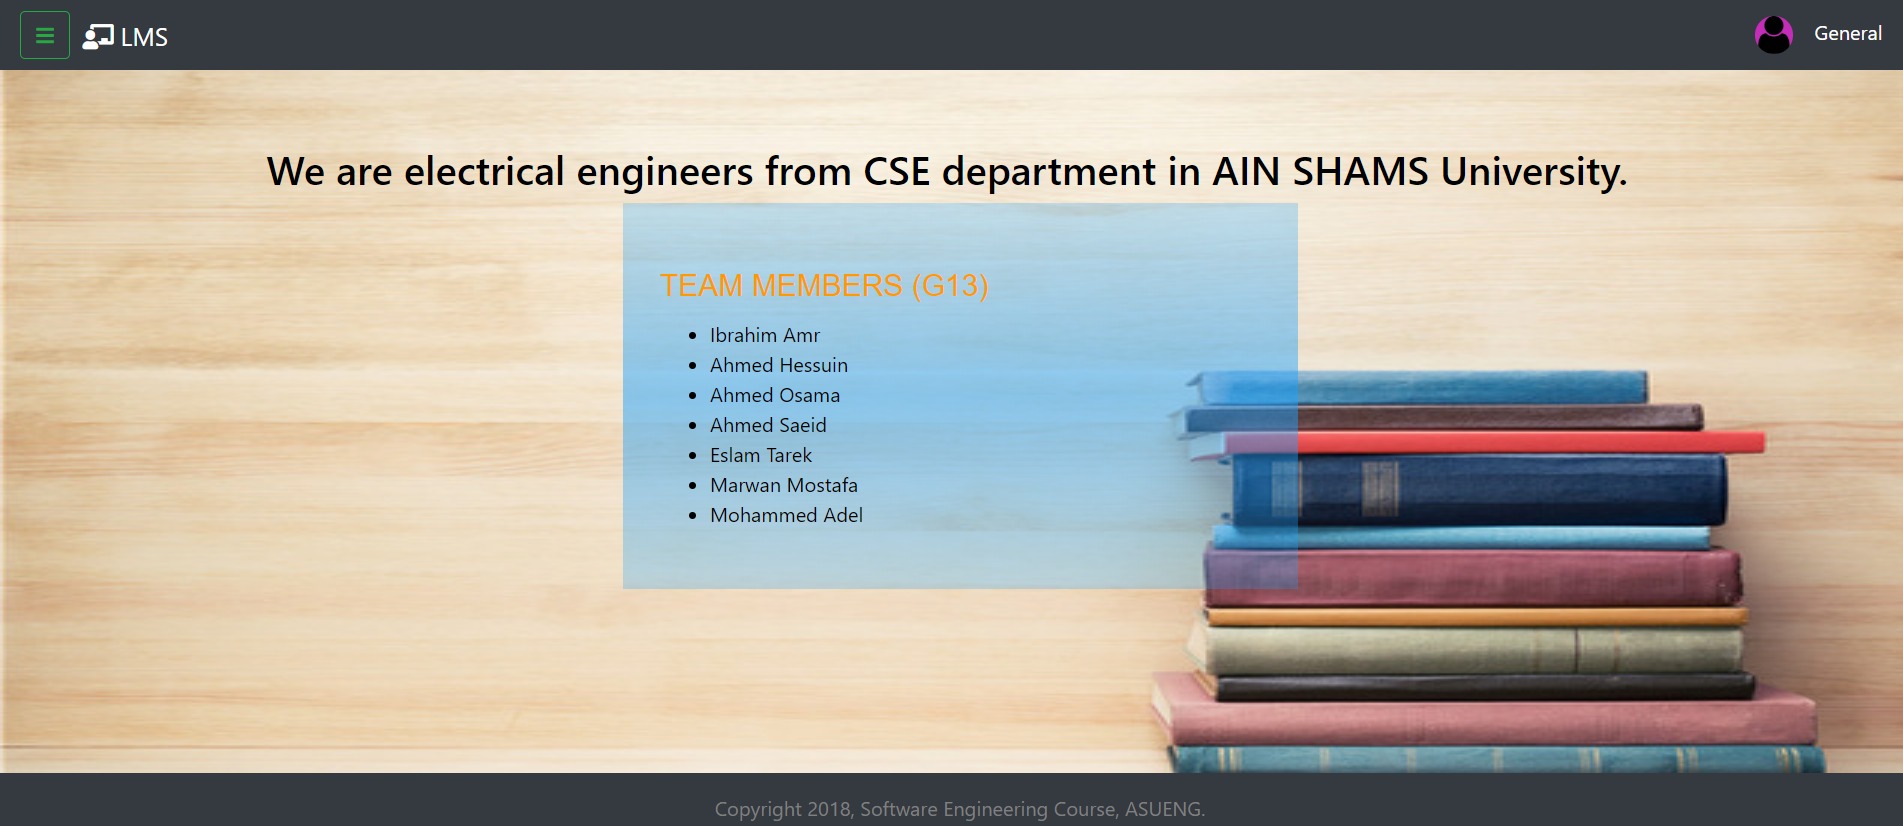 LMS
General
We are electrical engineers from CSE department in AIN SHAMS University.
TEAM MEMBERS (G13)
Ibrahim Amr
Ahmed Hessuin
Ahmed Osama
Ahmed Saeid
Eslam Tarek
Marwan Mostafa
Mohammed Adel
Copyright 2018, Software Engineering Course, ASUENG.